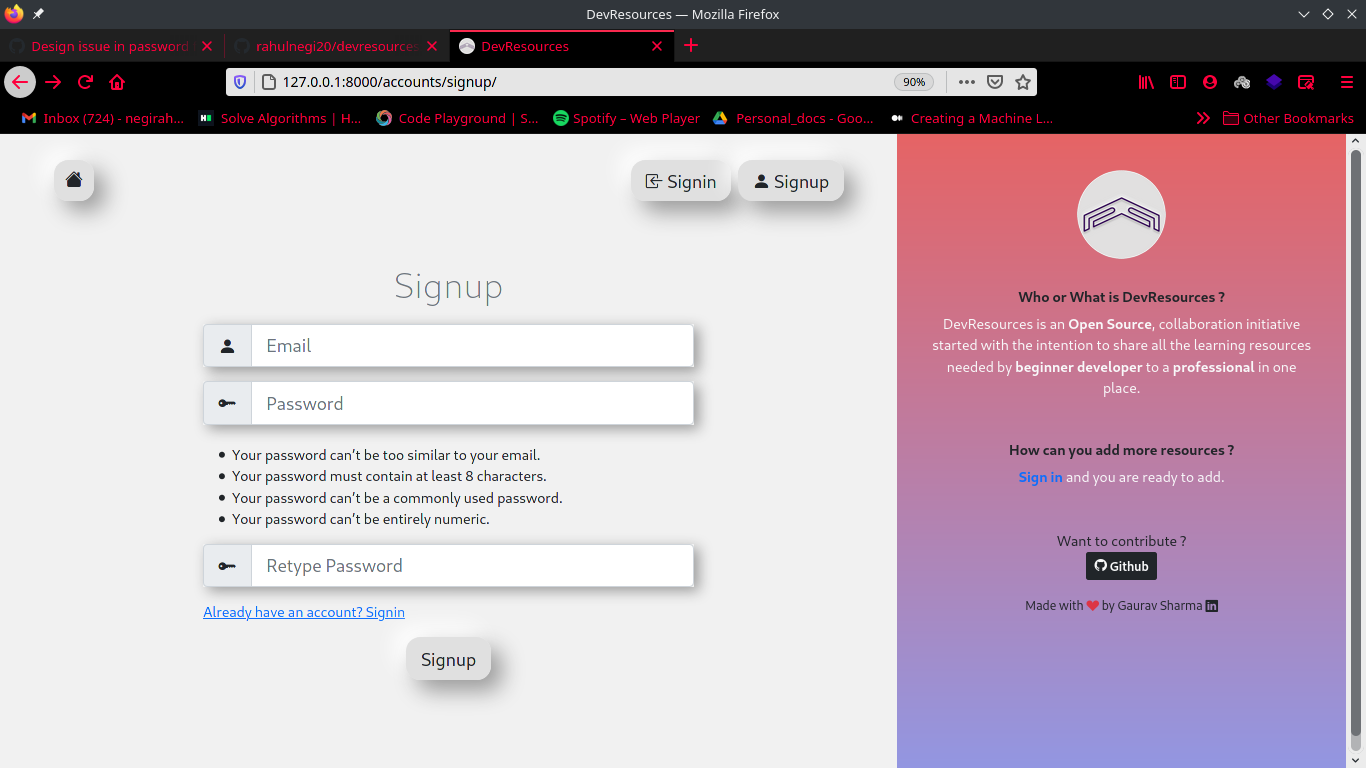 DevResources — Mozilla Firefox
Design issue in password
rahulnegi20/devresources
DevResources
127.0.0.1:8000/accounts/signup/
90%
Inbox (724) - negirah...
Solve Algorithms | H...
Code Playground | S...
Spotify – Web Player
Personal_docs - Goo...
Creating a Machine L...
Other Bookmarks
Signin
Signup
Signup
Email
Password
• Your password can’t be too similar to your email.
• Your password must contain at least 8 characters.
• Your password can’t be a commonly used password.
• Your password can’t be entirely numeric.
Retype Password
Already have an account? Signin
Signup
Who or What is DevResources ?
DevResources is an Open Source, collaboration initiative
started with the intention to share all the learning resources
needed by beginner developer to a professional in one
place.
How can you add more resources ?
Sign in and you are ready to add.
Want to contribute ?
Github
Made with ❤ by Gaurav Sharma in